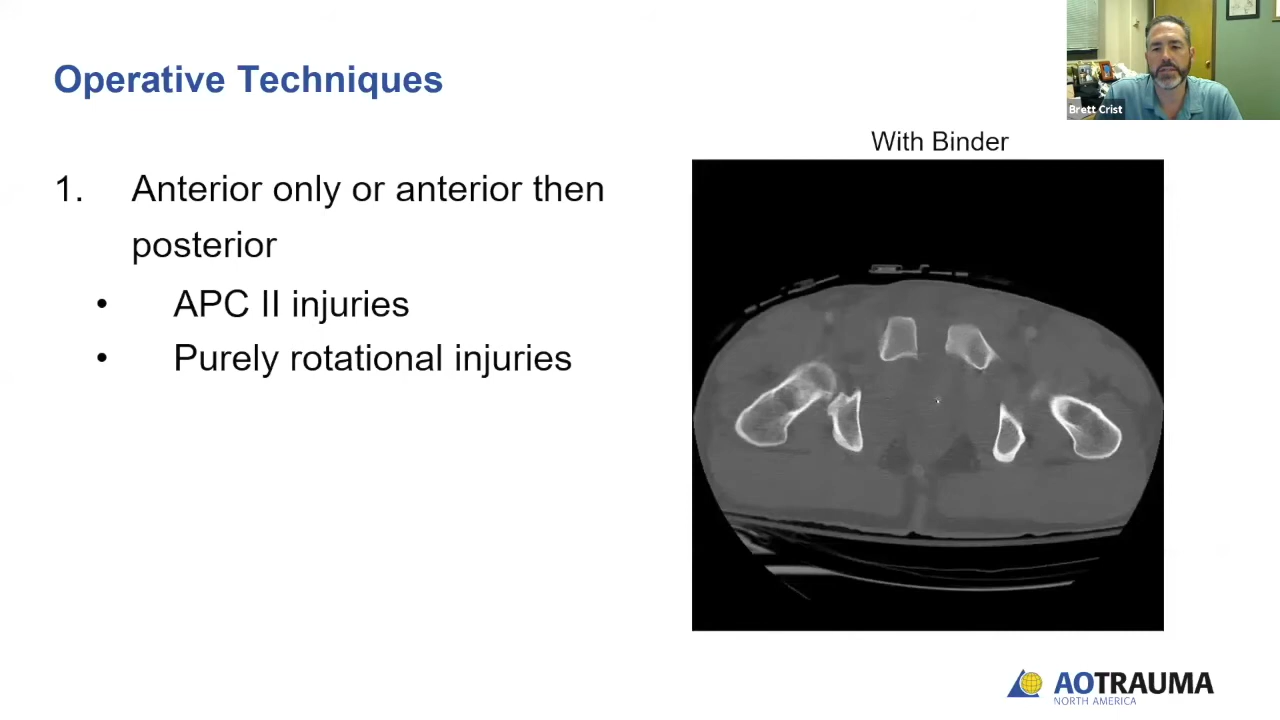 Operative Techniques
Brett Crist
With Binder
1. Anterior only or anterior then
posterior
• APC II injuries
• Purely rotational injuries
AOTRAUMA
NORTH AMERICA